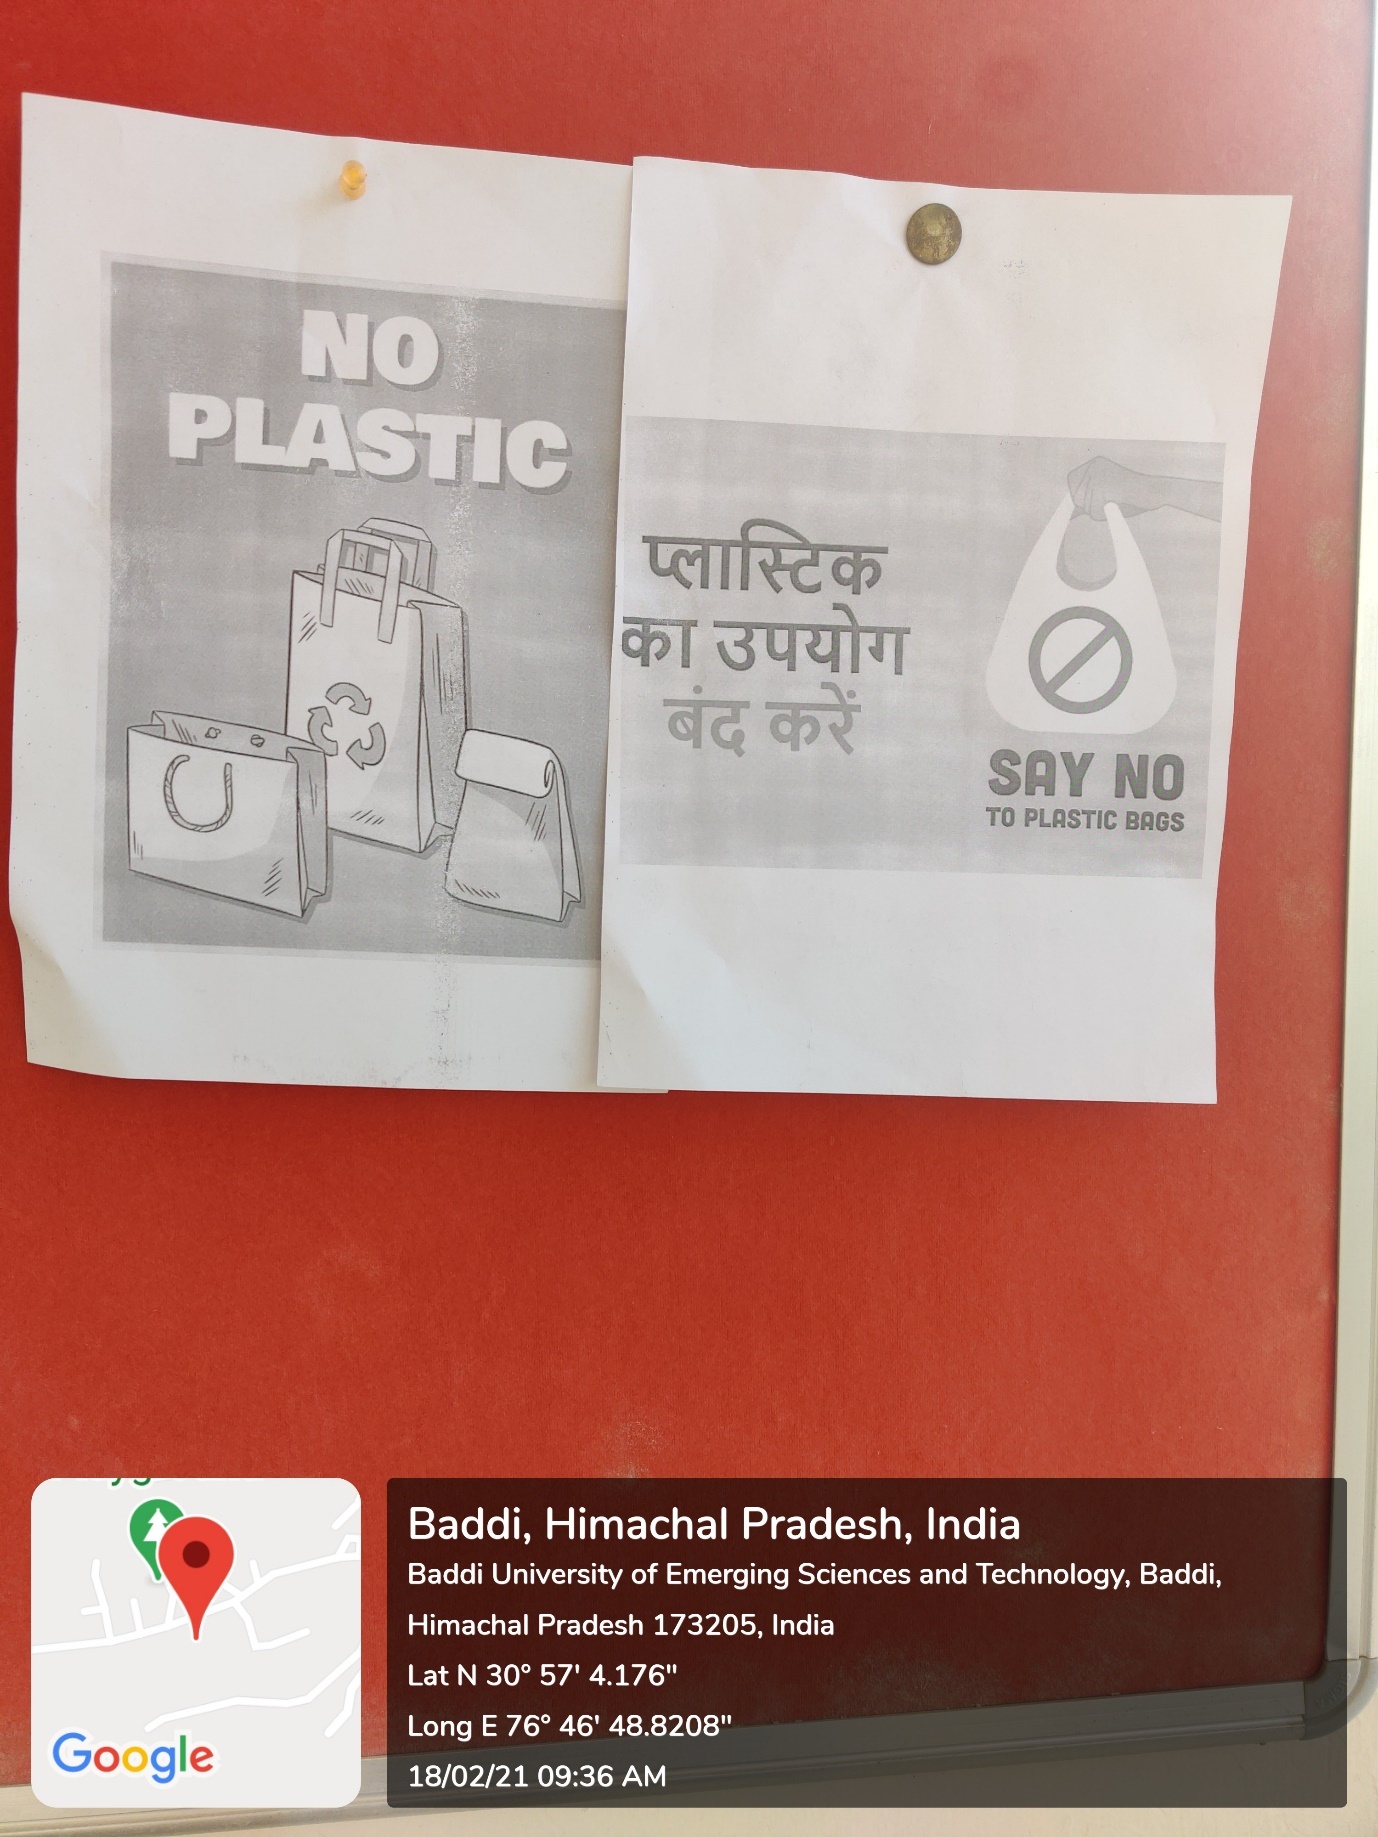 NO
PLASTIC
प्लास्टिक
का उपयोग
बंद करें
SAY NO
TO PLASTIC BAGS
Google
Baddi, Himachal Pradesh, India
Baddi University of Emerging Sciences and Technology, Baddi,
Himachal Pradesh 173205, India
Lat N 30° 57' 4.176"
Long E 76° 46' 48.8208"
18/02/21 09:36 AM